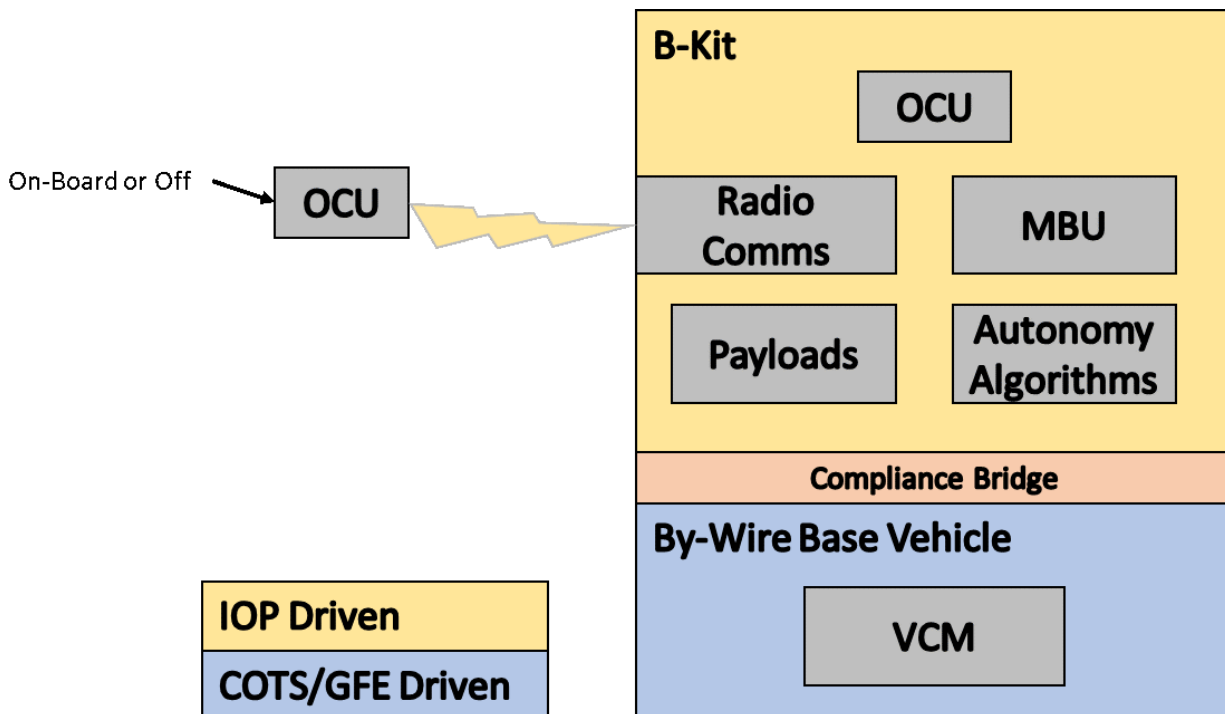 B-Kit
OCU
On-Board or Off
OCU
Radio
Comms
MBU
Payloads
Autonomy
Algorithms
Compliance Bridge
By-Wire Base Vehicle
VCM
IOP Driven
COTS/GFE Driven